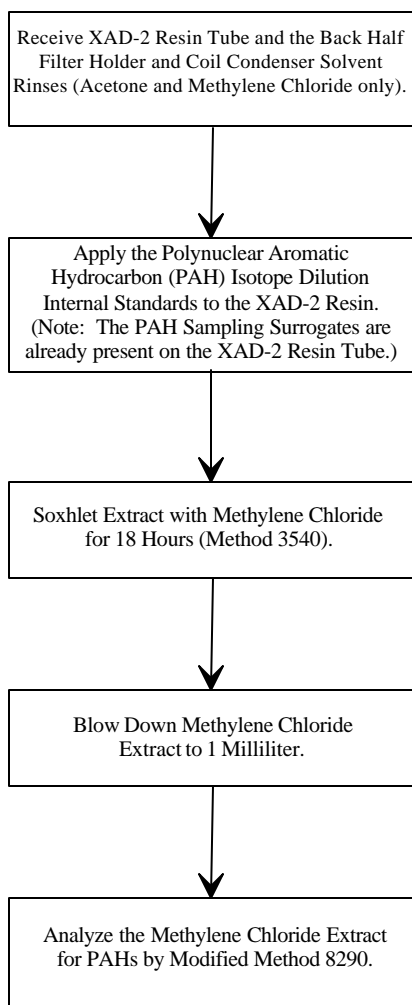 Receive XAD-2 Resin Tube and the Back Half
Filter Holder and Coil Condenser Solvent
Rinses (Acetone and Methylene Chloride only).
Apply the Polynuclear Aromatic
Hydrocarbon (PAH) Isotope Dilution
Internal Standards to the XAD-2 Resin.
(Note: The PAH Sampling Surrogates are
already present on the XAD-2 Resin Tube.)
Soxhlet Extract with Methylene Chloride
for 18 Hours (Method 3540).
Blow Down Methylene Chloride
Extract to 1 Milliliter.
Analyze the Methylene Chloride Extract
for PAHs by Modified Method 8290.